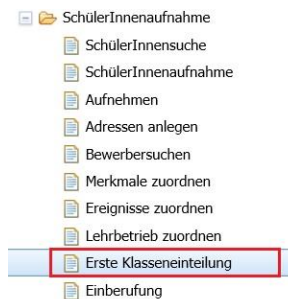 SchülerInnenaufnahme
SchülerInnensuche
SchülerInnenaufnahme
Aufnehmen
Adressen anlegen
Bewerbersuchen
Merkmale zuordnen
Ereignisse zuordnen
Lehrbetrieb zuordnen
Erste Klasseneinteilung
Einberufung